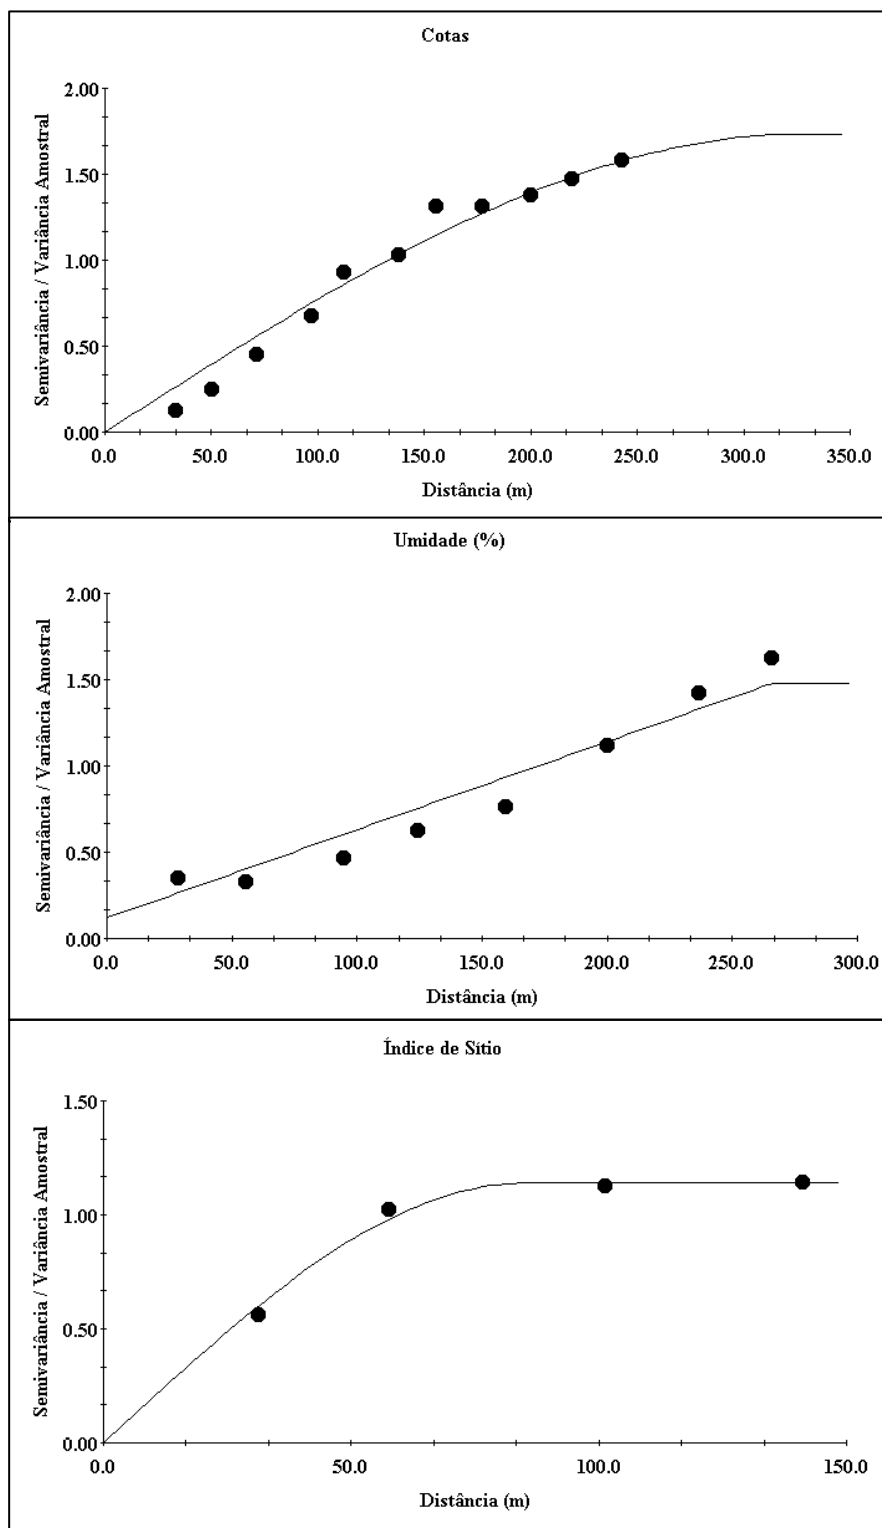 Cotas
Semivariância / Variância Amostral
2.00
1.50
1.00
0.50
0.00
0.0 50.0 100.0 150.0 200.0 250.0 300.0 350.0
Distância (m)
Umidade (%)
Semivariância / Variância Amostral
2.00
1.50
1.00
0.50
0.00
0.0 50.0 100.0 150.0 200.0 250.0 300.0
Distância (m)
Índice de Sítio
Semivariância / Variância Amostral
1.50
1.00
0.50
0.00
0.0 50.0 100.0 150.0
Distância (m)